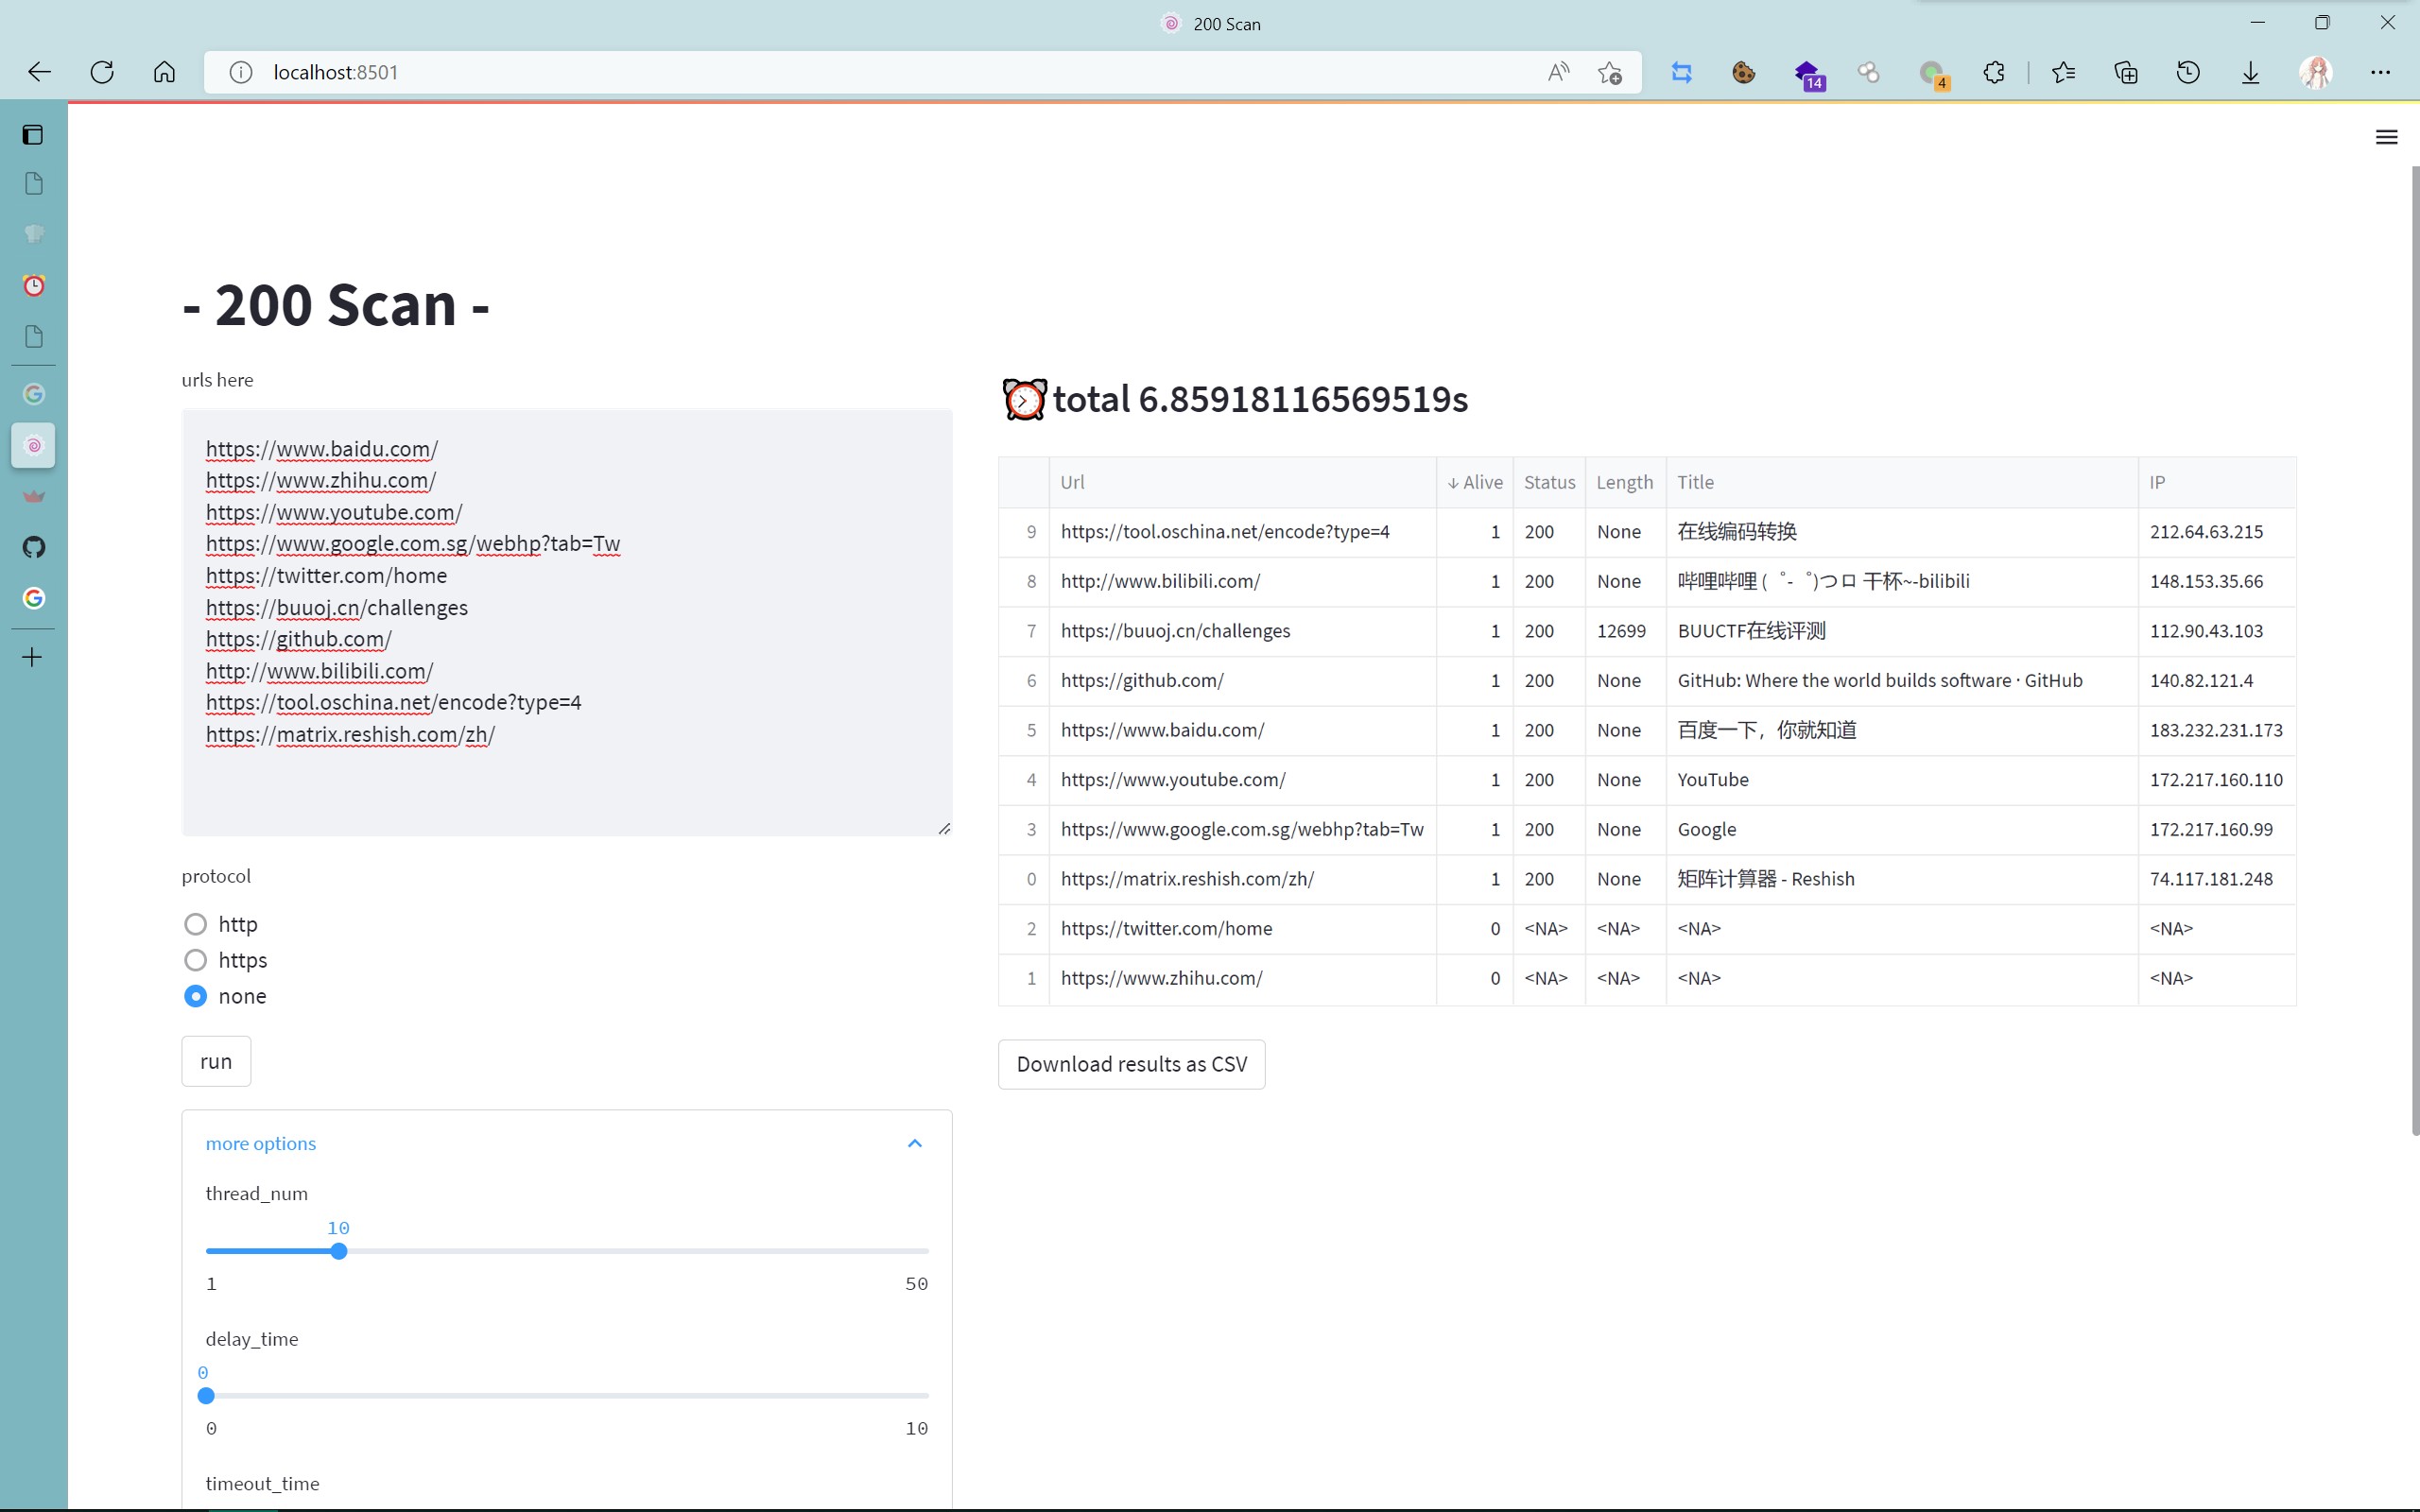 200 Scan
localhost:8501
14
4
- 200 Scan -
urls here
https://www.baidu.com/
https://www.zhihu.com/
https://www.youtube.com/
https://www.google.com.sg/webhp?tab=Tw
https://twitter.com/home
https://buuoj.cn/challenges
https://github.com/
http://www.bilibili.com/
https://tool.oschina.net/encode?type=4
https://matrix.reshish.com/zh/
protocol
http
https
none
run
more options
thread_num
10
1 50
delay_time
0
0 10
timeout_time
total 6.85918116569519s
Url ↓ Alive Status Length Title IP
9 https://tool.oschina.net/encode?type=4 1 200 None 在线编码转换 212.64.63.215
8 http://www.bilibili.com/ 1 200 None 哔哩哔哩 (゜-゜)つロ 干杯~-bilibili 148.153.35.66
7 https://buuoj.cn/challenges 1 200 12699 BUUCTF在线评测 112.90.43.103
6 https://github.com/ 1 200 None GitHub: Where the world builds software · GitHub 140.82.121.4
5 https://www.baidu.com/ 1 200 None 百度一下，你就知道 183.232.231.173
4 https://www.youtube.com/ 1 200 None YouTube 172.217.160.110
3 https://www.google.com.sg/webhp?tab=Tw 1 200 None Google 172.217.160.99
0 https://matrix.reshish.com/zh/ 1 200 None 矩阵计算器 - Reshish 74.117.181.248
2 https://twitter.com/home 0 <NA> <NA> <NA> <NA>
1 https://www.zhihu.com/ 0 <NA> <NA> <NA> <NA>
Download results as CSV